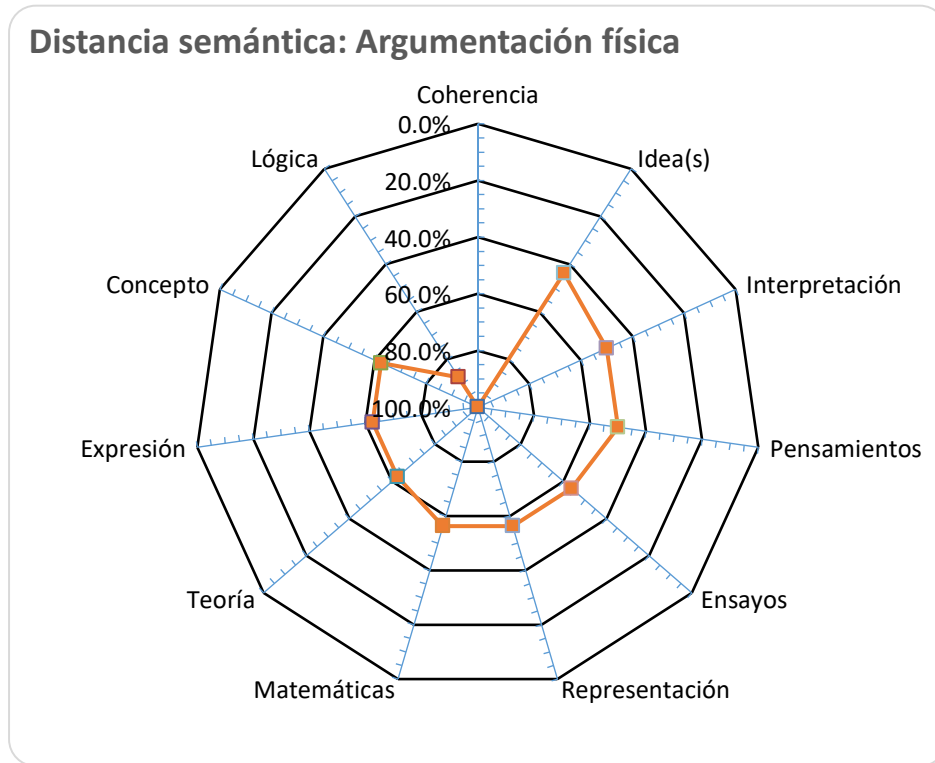 Distancia semántica: Argumentación física
Coherencia
0.0%
Lógica
Idea(s)
20.0%
40.0%
Concepto
Interpretación
60.0%
80.0%
100.0%
Expresión
Pensamientos
Teoría
Ensayos
Matemáticas
Representación